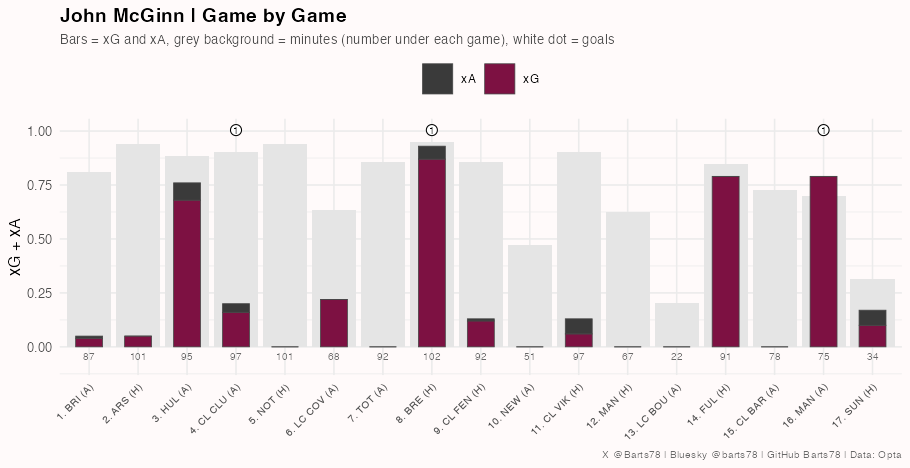 John McGinn | Game by Game
Bars = xG and xA, grey background = minutes (number under each game), white dot = goals
xA xG
1 1 1
1.00
0.75
0.50
0.25
0.00
xG + xA
87 101 95 97 101 68 92 102 92 51 97 67 22 91 78 75 34
1. BRI (A)
2. ARS (H)
3. HUL (A)
4. CL CLU (A)
5. NOT (H)
6. LC COV (A)
7. TOT (A)
8. BRE (H)
9. CL FEN (H)
10. NEW (A)
11. CL VIK (H)
12. MAN (H)
13. LC BOU (A)
14. FUL (H)
15. CL BAR (A)
16. MAN (A)
17. SUN (H)
X @Barts78 | Bluesky @barts78 | GitHub Barts78 | Data: Opta